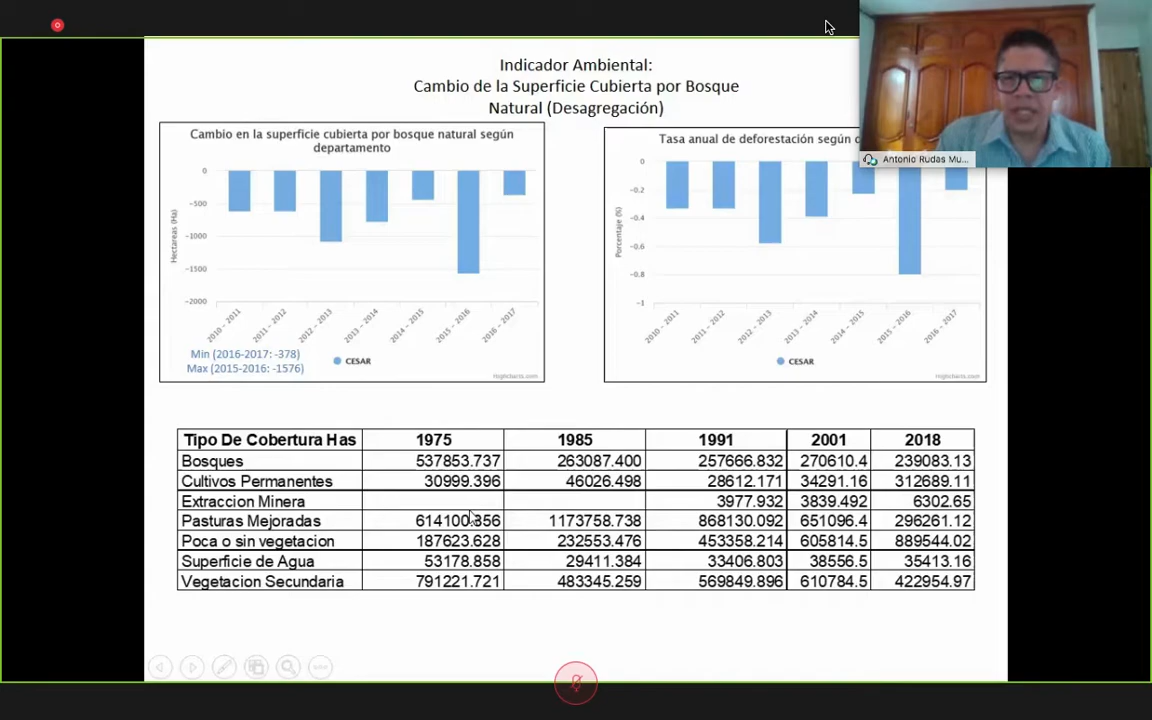 Indicador Ambiental:
Cambio de la Superficie Cubierta por Bosque
Natural (Desagregación)
Antonio Rudas Mu...
Cambio en la superficie cubierta por bosque natural según
departamento
0
−500
−1000
−1500
−2000
Hectareas (Ha)
2010 – 2011
2011 – 2012
2012 – 2013
2013 – 2014
2014 – 2015
2015 – 2016
2016 – 2017
Min (2016-2017: -378)
Max (2015-2016: -1576)
CESAR
Highcharts.com
Tasa anual de deforestación según
0
−0.2
−0.4
−0.6
−0.8
−1
Porcentaje (%)
2010 – 2011
2011 – 2012
2012 – 2013
2013 – 2014
2014 – 2015
2015 – 2016
2016 – 2017
CESAR
Highcharts.com
Tipo De Cobertura Has 1975 1985 1991 2001 2018
Bosques 537853.737 263087.400 257666.832 270610.4 239083.13
Cultivos Permanentes 30999.396 46026.498 28612.171 34291.16 312689.11
Extraccion Minera 3977.932 3839.492 6302.65
Pasturas Mejoradas 614100.356 1173758.738 868130.092 651096.4 296261.12
Poca o sin vegetacion 187623.628 232553.476 453358.214 605814.5 889544.02
Superficie de Agua 53178.858 29411.384 33406.803 38556.5 35413.16
Vegetacion Secundaria 791221.721 483345.259 569849.896 610784.5 422954.97